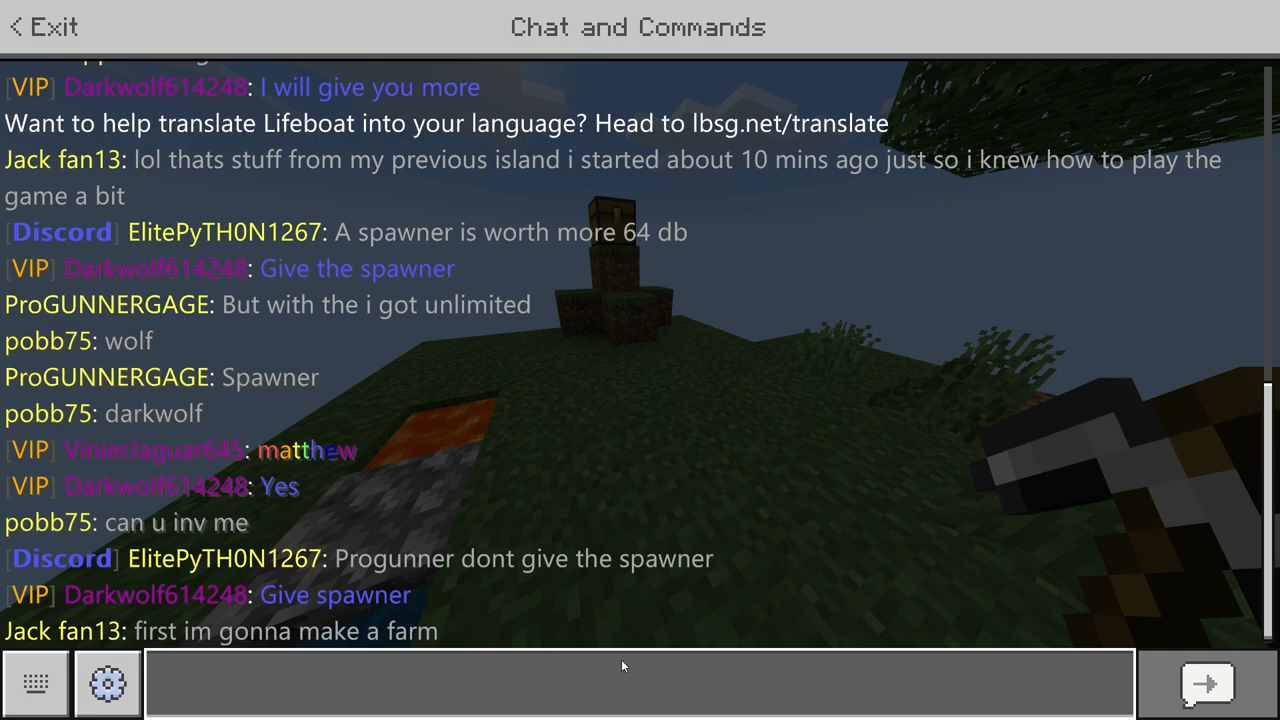 < Exit
Chat and Commands
[VIP] Darkwolf614248: I will give you more
Want to help translate Lifeboat into your language? Head to lbsg.net/translate
Jack fan13: lol thats stuff from my previous island i started about 10 mins ago just so i knew how to play the
game a bit
[Discord] ElitePyTH0N1267: A spawner is worth more 64 db
[VIP] Darkwolf614248: Give the spawner
ProGUNNERGAGE: But with the i got unlimited
pobb75: wolf
ProGUNNERGAGE: Spawner
pobb75: darkwolf
[VIP] VinierJaguar645: matthew
[VIP] Darkwolf614248: Yes
pobb75: can u inv me
[Discord] ElitePyTH0N1267: Progunner dont give the spawner
[VIP] Darkwolf614248: Give spawner
Jack fan13: first im gonna make a farm